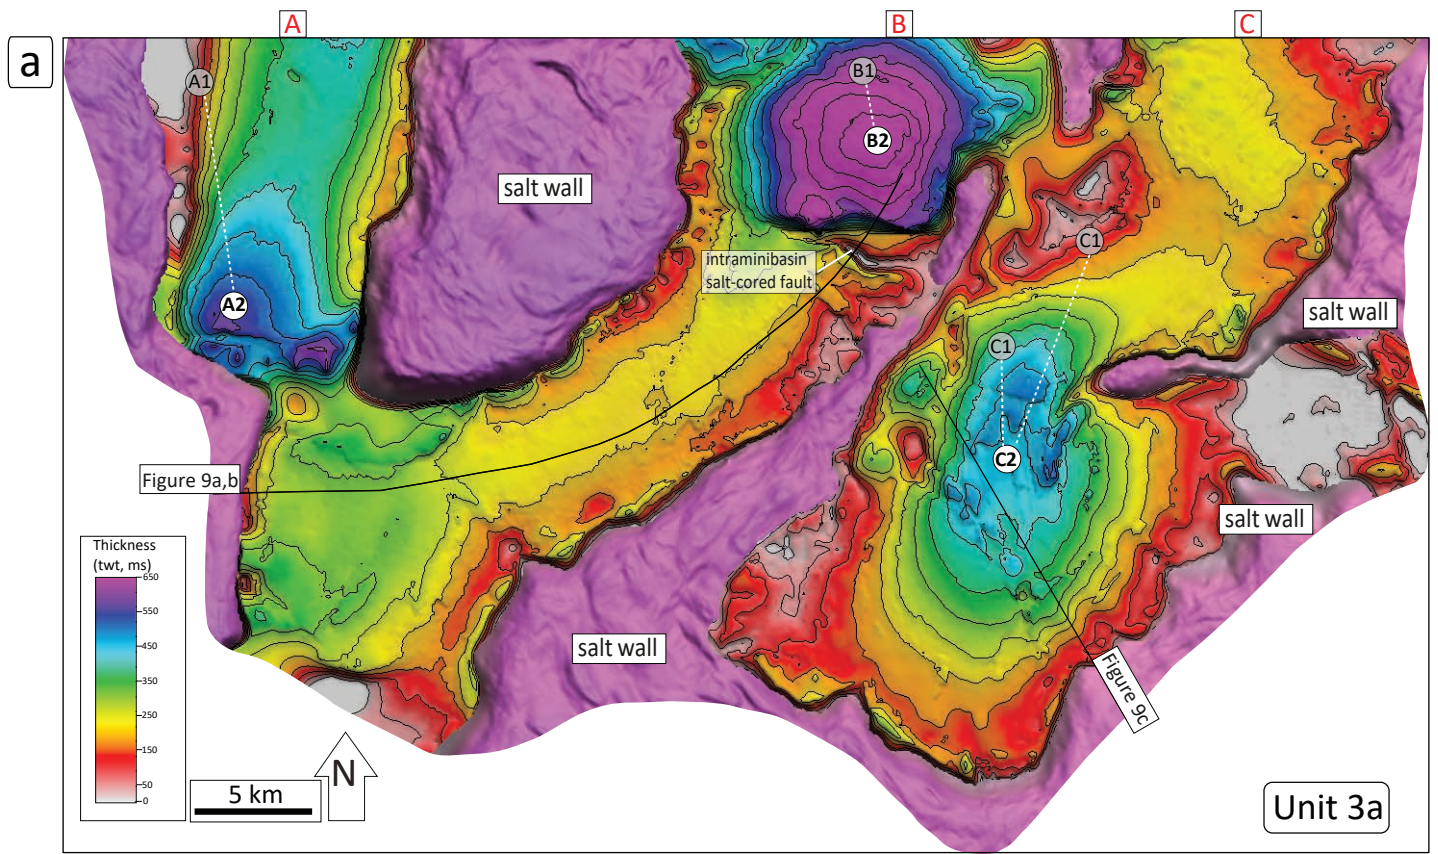 A
B
C
a
A1
B1
B2
salt wall
C1
intraminibasin
salt-cored fault
A2
salt wall
C1
C2
Figure 9a,b
salt wall
Thickness
(twt, ms)
650
550
450
350
250
150
50
0
salt wall
Figure 9c
N
5 km
Unit 3a